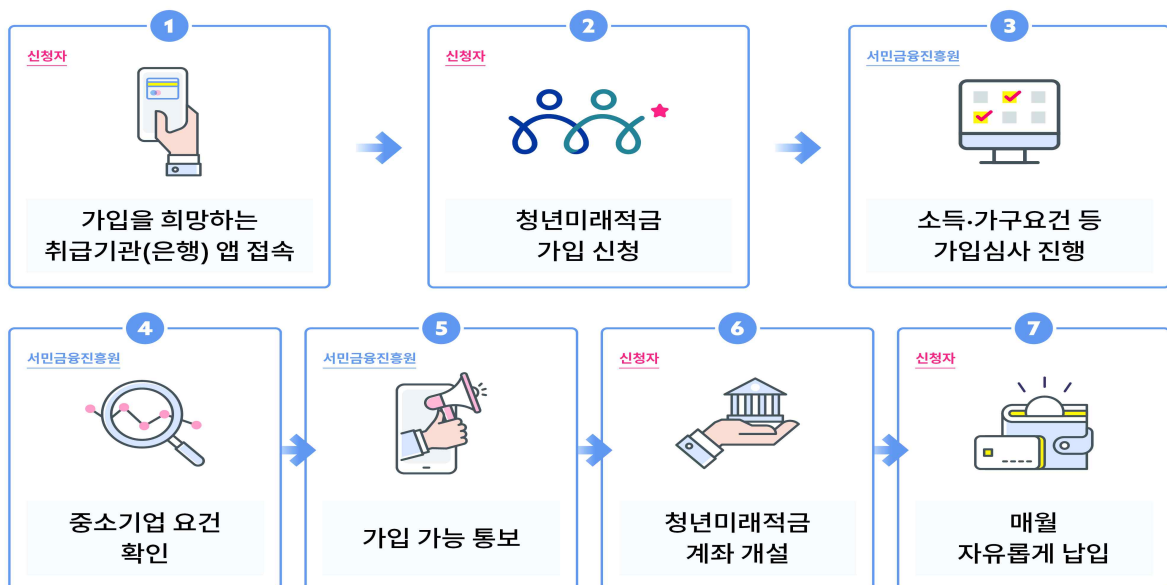 1
신청자
가입을 희망하는
취급기관(은행) 앱 접속
2
신청자
청년미래적금
가입 신청
3
서민금융진흥원
소득·가구요건 등
가입심사 진행
4
서민금융진흥원
중소기업 요건
확인
5
서민금융진흥원
가입 가능 통보
6
신청자
청년미래적금
계좌 개설
7
신청자
매월
자유롭게 납입